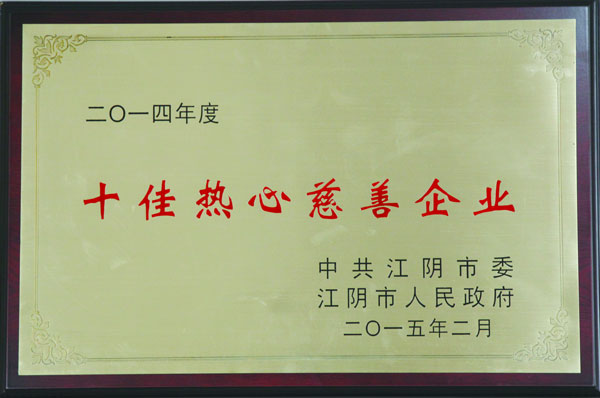 二〇一四年度
十佳热心慈善企业
中共江阴市委
江阴市人民政府
二〇一五年二月